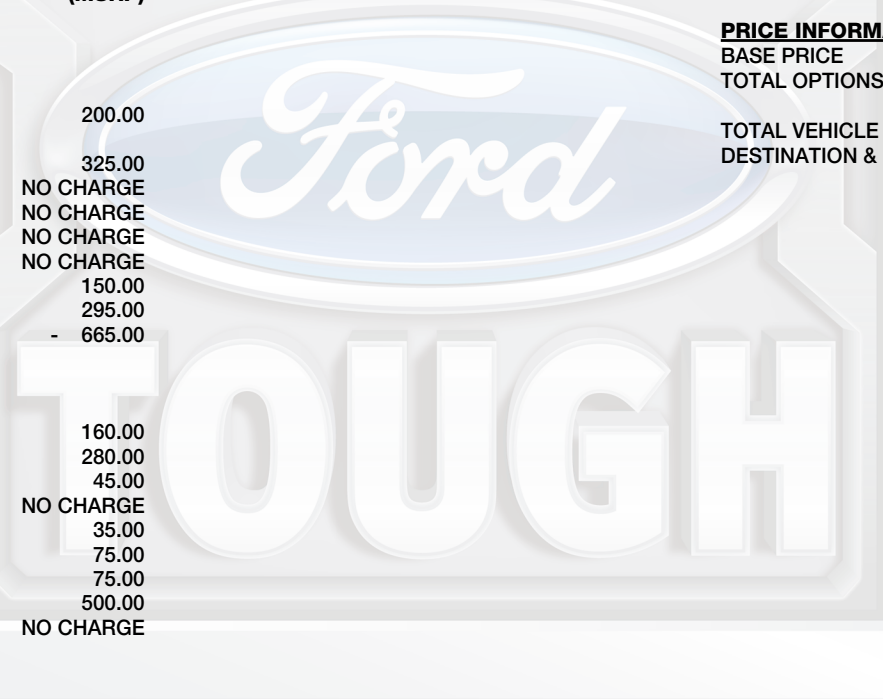 PRICE INFORM
BASE PRICE
TOTAL OPTIONS
TOTAL VEHICLE
DESTINATION &
200.00
325.00
NO CHARGE
NO CHARGE
NO CHARGE
NO CHARGE
150.00
295.00
- 665.00
160.00
280.00
45.00
NO CHARGE
35.00
75.00
75.00
500.00
NO CHARGE
Ford
TOUGH